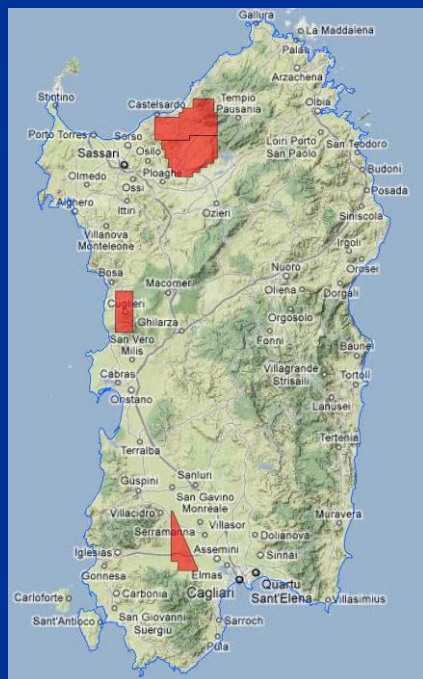 Gallura
La Maddalena
Palau
Arzachena
Stintino
Castelsardo
Tempio
Pausania
Olbia
Porto Torres
Sorso
Osilo
Loiri Porto
San Paolo
San Teodoro
Sassari
Ploaghe
Budoni
Olmedo
Ossi
Posada
Alghero
Ittiri
Ozieri
Siniscola
Villanova
Monteleone
Irgoli
Bosa
Macomer
Nuoro
Orosei
Oliena
Dorgali
Cuglieri
Ghilarza
Orgosolo
San Vero
Milis
Fonni
Baunei
Cabras
Villagrande
Strisaili
Tortolì
Oristano
Lanusei
Terralba
Tertenia
Sanluri
Guspini
San Gavino
Monreale
Villacidro
Villasor
Muravera
Serramanna
Dolianova
Iglesias
Assemini
Sinnai
Gonnesa
Elmas
Quartu
Sant'Elena
Carloforte
Carbonia
Cagliari
Villasimius
Sant'Antioco
San Giovanni
Suergiu
Sarroch
Pula